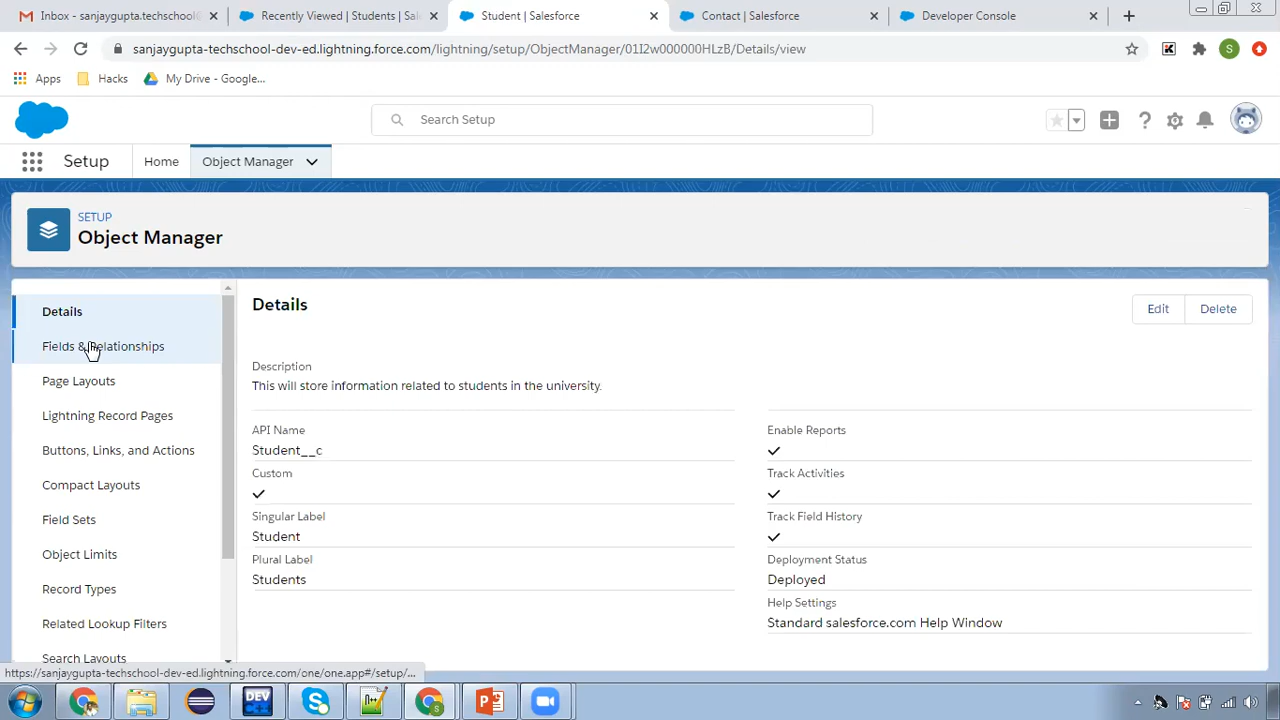 Inbox - sanjaygupta.techschool@
Recently Viewed | Students | Sal
Student | Salesforce
Contact | Salesforce
Developer Console
sanjaygupta-techschool-dev-ed.lightning.force.com/lightning/setup/ObjectManager/01I2w000000HLzB/Details/view
S
Apps
Hacks
My Drive - Google...
Search Setup
Setup
Home
Object Manager
SETUP
Object Manager
Details
Fields & Relationships
Page Layouts
Lightning Record Pages
Buttons, Links, and Actions
Compact Layouts
Field Sets
Object Limits
Record Types
Related Lookup Filters
Search Layouts
Details
Edit
Delete
Description
This will store information related to students in the university.
API Name
Student__c
Custom
Singular Label
Student
Plural Label
Students
Enable Reports
Track Activities
Track Field History
Deployment Status
Deployed
Help Settings
Standard salesforce.com Help Window
https://sanjaygupta-techschool-dev-ed.lightning.force.com/one/one.app#/setup/...
DEV